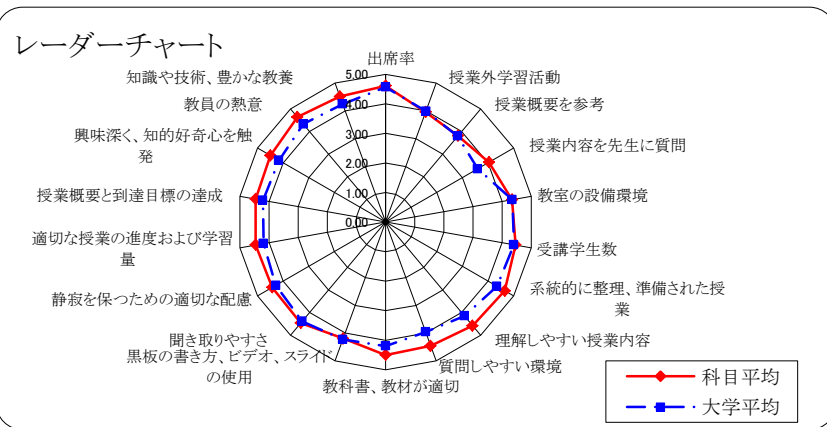 レーダーチャート
出席率
授業外学習活動
授業概要を参考
授業内容を先生に質問
教室の設備環境
受講学生数
系統的に整理、準備された授
業
理解しやすい授業内容
質問しやすい環境
教科書、教材が適切
黒板の書き方、ビデオ、スライド
の使用
聞き取りやすさ
静寂を保つための適切な配慮
適切な授業の進度および学習
量
授業概要と到達目標の達成
興味深く、知的好奇心を触
発
教員の熱意
知識や技術、豊かな教養
5.00
4.00
3.00
2.00
1.00
0.00
科目平均
大学平均